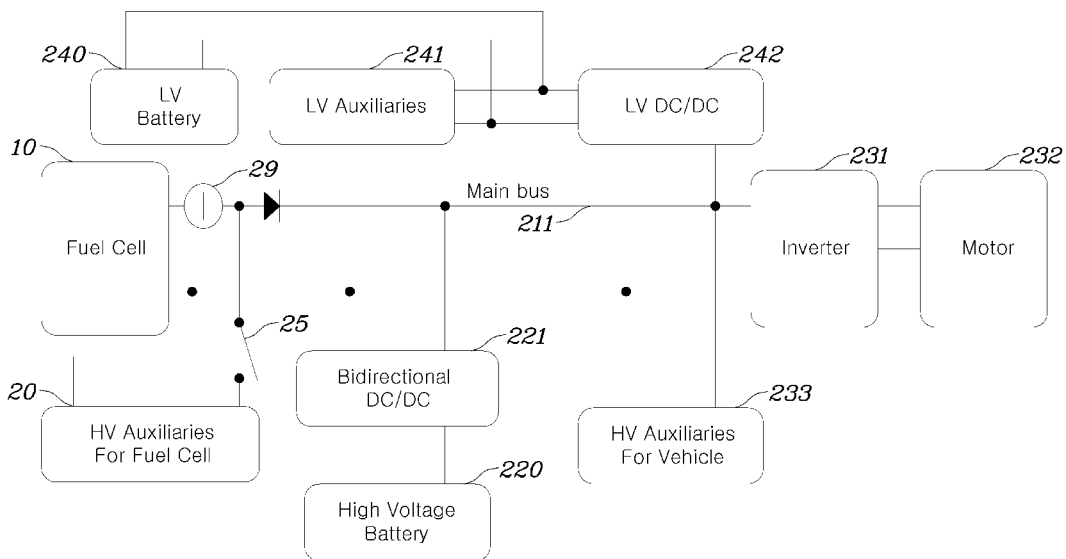 240
241
242
LV
Battery
LV Auxiliaries
LV DC/DC
10
29
231
232
Main bus
211
Fuel Cell
Inverter
Motor
25
221
Bidirectional
DC/DC
20
233
HV Auxiliaries
For Fuel Cell
HV Auxiliaries
For Vehicle
220
High Voltage
Battery